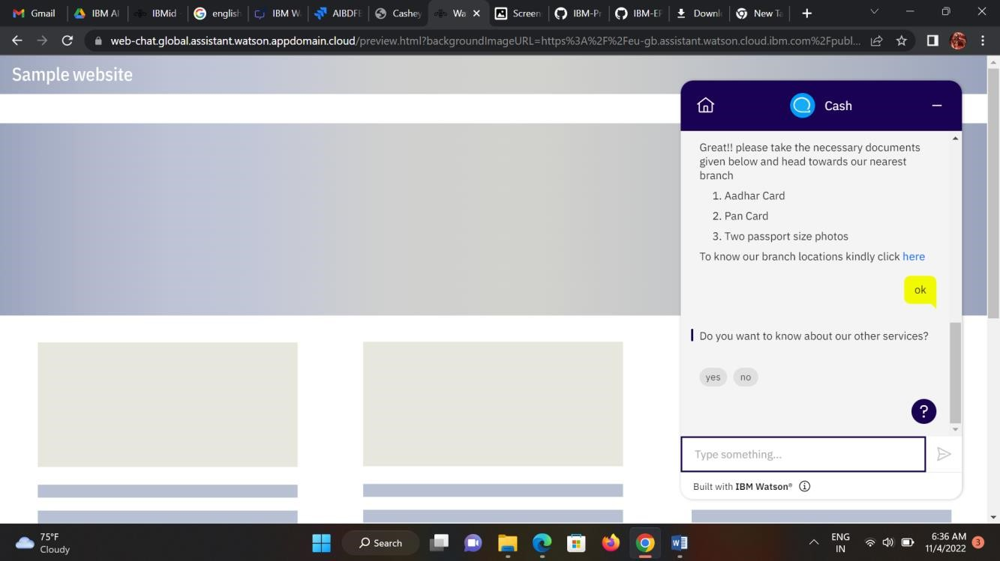 Gmail
IBM AI
IBMid
english
IBM W
AIBDFE
Cashey
Wa
Screen
IBM-Pr
IBM-EP
Downl
New Ta
web-chat.global.assistant.watson.appdomain.cloud/preview.html?backgroundImageURL=https%3A%2F%2Feu-gb.assistant.watson.cloud.ibm.com%2Fpubl...
Sample website
Cash
Great!! please take the necessary documents
given below and head towards our nearest
branch
1. Aadhar Card
2. Pan Card
3. Two passport size photos
To know our branch locations kindly click here
ok
Do you want to know about our other services?
yes no
?
Type something...
Built with IBM Watson®
75°F
Cloudy
Search
ENG
IN
6:36 AM
11/4/2022
3